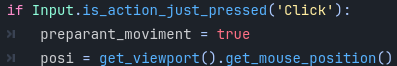 if Input.is_action_just_pressed('Click'):
preparant_moviment = true
posi = get_viewport().get_mouse_position()